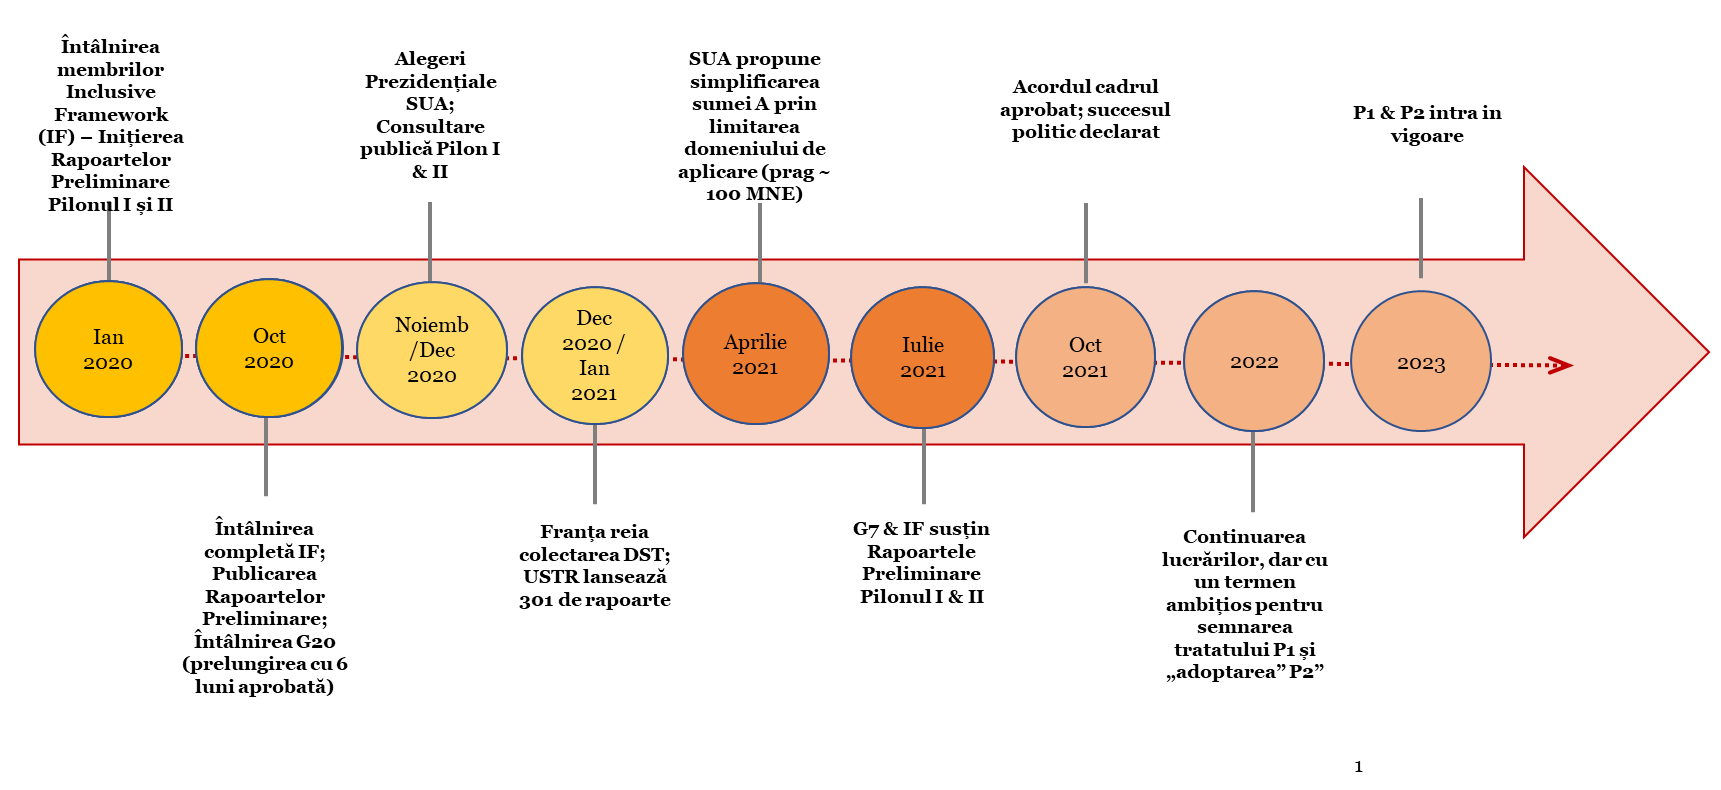 Întâlnirea
membrilor
Inclusive
Framework
(IF) – Inițierea
Rapoartelor
Preliminare
Pilonul I și II
Alegeri
Prezidențiale
SUA;
Consultare
publică Pilon I
& II
SUA propune
simplificarea
sumei A prin
limitarea
domeniului de
aplicare (prag ~
100 MNE)
Acordul cadrul
aprobat; succesul
politic declarat
P1 & P2 intra in
vigoare
Ian
2020
Oct
2020
Noiemb
/Dec
2020
Dec
2020 /
Ian
2021
Aprilie
2021
Iulie
2021
Oct
2021
2022
2023
Întâlnirea
completă IF;
Publicarea
Rapoartelor
Preliminare;
Întâlnirea G20
(prelungirea cu 6
luni aprobată)
Franța reia
colectarea DST;
USTR lansează
301 de rapoarte
G7 & IF susțin
Rapoartele
Preliminare
Pilonul I & II
Continuarea
lucrărilor, dar cu
un termen
ambițios pentru
semnarea
tratatului P1 și
„adoptarea” P2”
1